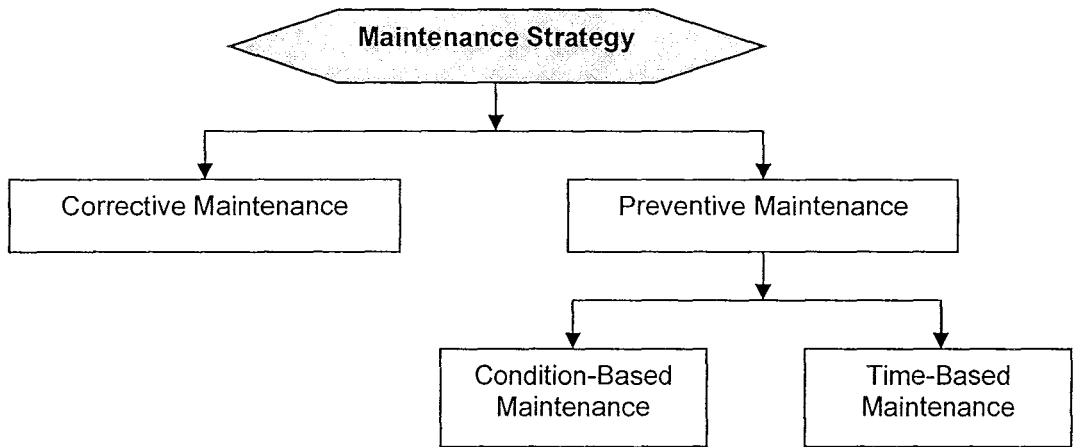 Maintenance Strategy
Corrective Maintenance
Preventive Maintenance
Condition-Based
Maintenance
Time-Based
Maintenance